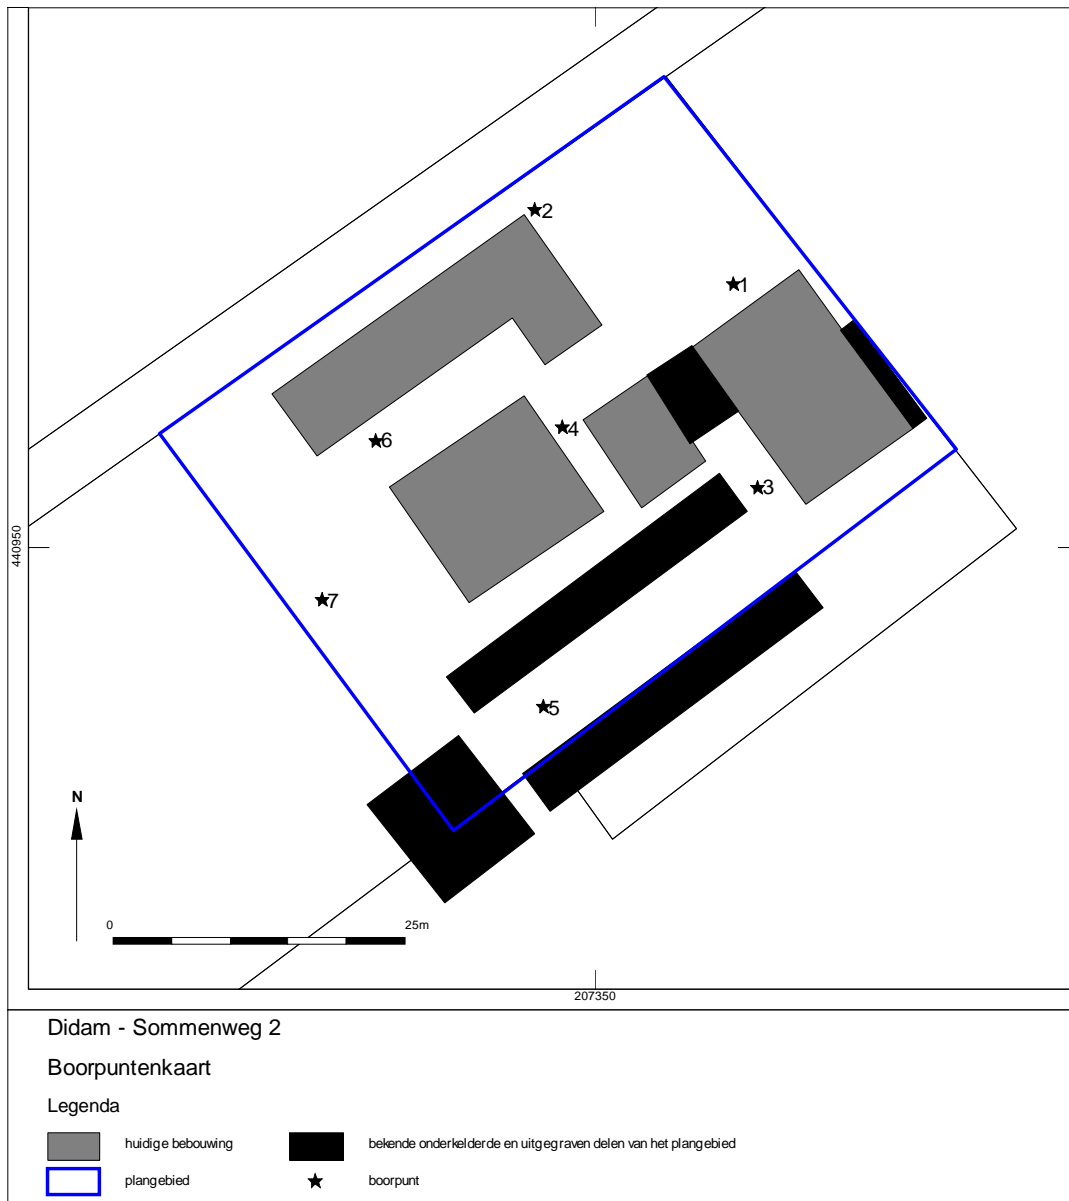 2
1
4
6
3
440950
7
5
N
0 25m
207350
Didam - Sommenweg 2
Boorpuntenkaart
Legenda
huidige bebouwing
bekende onderkelderde en uitgegraven delen van het plangebied
plangebied
boorpunt